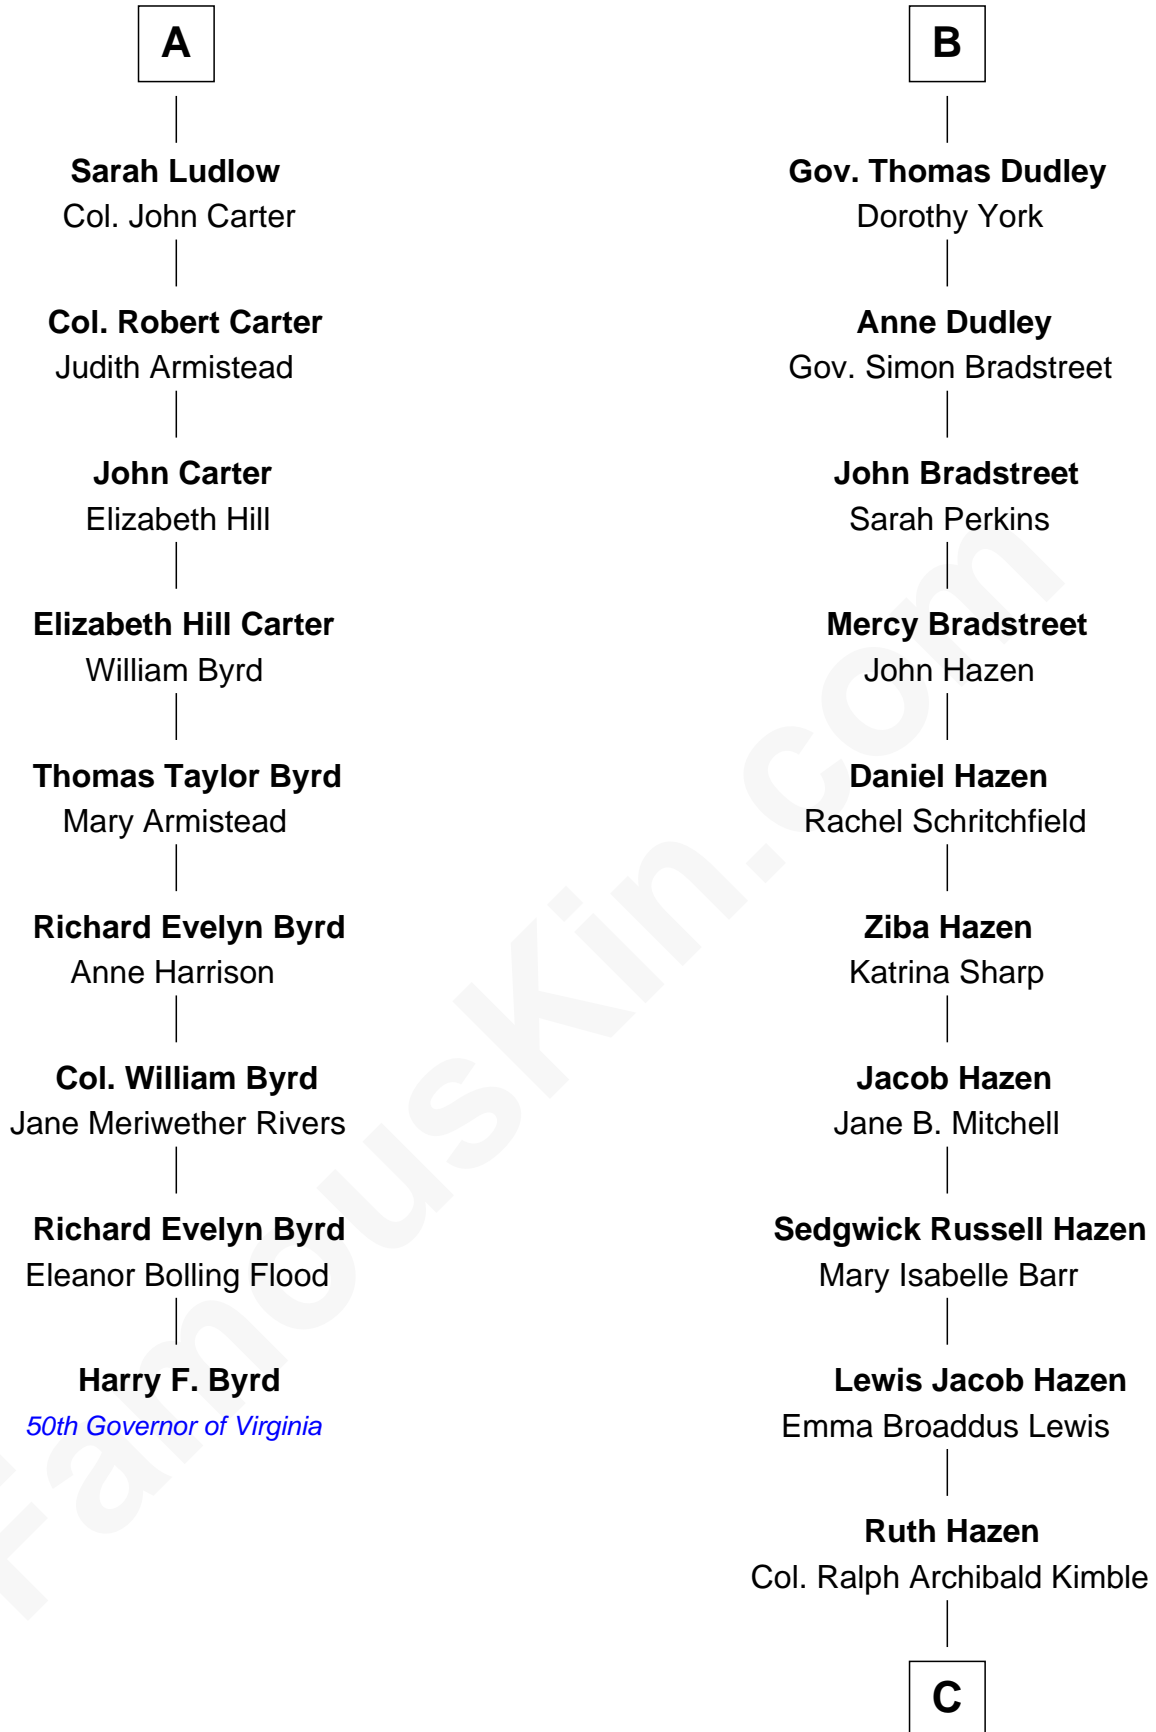 A
Sarah Ludlow
Col. John Carter
Col. Robert Carter
Judith Armistead
John Carter
Elizabeth Hill
Elizabeth Hill Carter
William Byrd
Thomas Taylor Byrd
Mary Armistead
Richard Evelyn Byrd
Anne Harrison
Col. William Byrd
Jane Meriwether Rivers
Richard Evelyn Byrd
Eleanor Bolling Flood
Harry F. Byrd
50th Governor of Virginia
B
Gov. Thomas Dudley
Dorothy York
Anne Dudley
Gov. Simon Bradstreet
John Bradstreet
Sarah Perkins
Mercy Bradstreet
John Hazen
Daniel Hazen
Rachel Schritchfield
Ziba Hazen
Katrina Sharp
Jacob Hazen
Jane B. Mitchell
Sedgwick Russell Hazen
Mary Isabelle Barr
Lewis Jacob Hazen
Emma Broaddus Lewis
Ruth Hazen
Col. Ralph Archibald Kimble
C
FamousKin.com